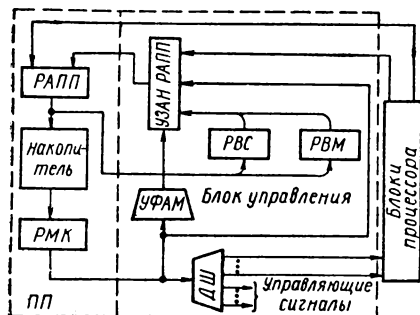 РАПП
УЗАН РАПП
Накопи-
тель
РВС
РВМ
УФАМ
Блок управления
РМК
ДШ
Управляющие
сигналы
ПП
Блоки
процессора